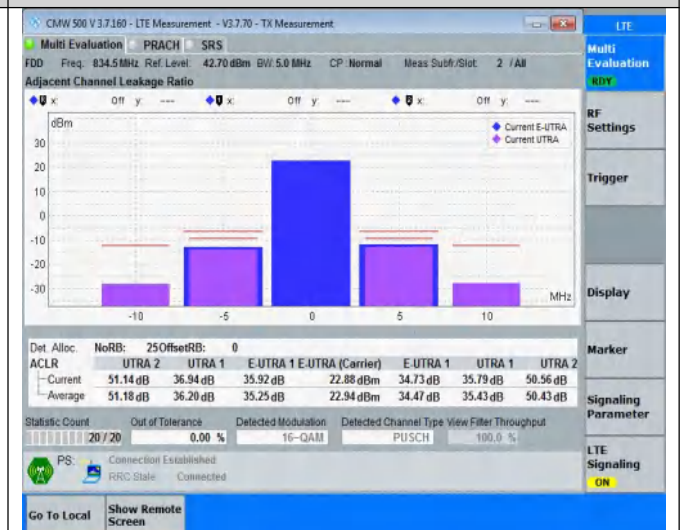 CMW 500 V 3.7.160 - LTE Measurement - V3.7.70 - TX Measurement
LTE
Multi Evaluation PRACH SRS
Multi Evaluation
RDY
FDD Freq.: 834.5 MHz Ref. Level: 42.70 dBm BW: 5.0 MHz CP: Normal Meas Subfr./Slot: 2 / All
Adjacent Channel Leakage Ratio
x: Off y: --- x: Off y: --- x: Off y: ---
RF Settings
dBm
Current E-UTRA
Current UTRA
30
20
Trigger
10
0
-10
-20
-30
MHz
Display
-10 -5 0 5 10
Det. Alloc. NoRB: 25 OffsetRB: 0
Marker
ACLR UTRA 2 UTRA 1 E-UTRA 1 E-UTRA (Carrier) E-UTRA 1 UTRA 1 UTRA 2
Current 51.14 dB 36.94 dB 35.92 dB 22.88 dBm 34.73 dB 35.79 dB 50.56 dB
Average 51.18 dB 36.20 dB 35.25 dB 22.94 dBm 34.47 dB 35.43 dB 50.43 dB
Signaling Parameter
Statistic Count Out of Tolerance Detected Modulation Detected Channel Type View Filter Throughput
20 / 20 0.00 % 16-QAM PUSCH 100.0 %
PS: Connection Established
RRC State Connected
LTE Signaling
ON
Go To Local
Show Remote Screen